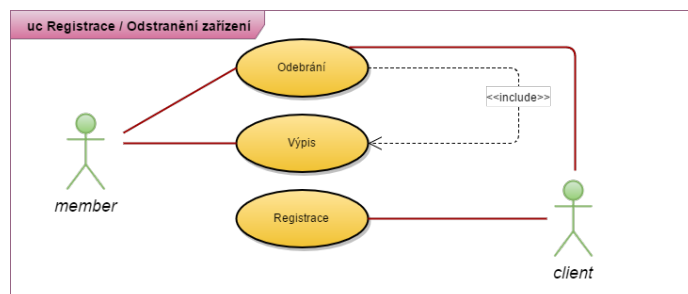 uc Registrace / Odstranění zařízení
Odebrání
<<include>>
Výpis
member
Registrace
client